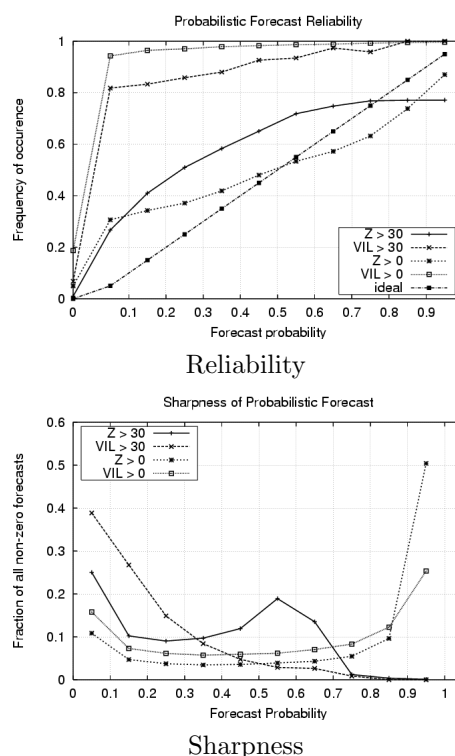 Probabilistic Forecast Reliability
1
0.8
0.6
0.4
0.2
0
Frequency of occurence
Z > 30
VIL > 30
Z > 0
VIL > 0
ideal
0 0.1 0.2 0.3 0.4 0.5 0.6 0.7 0.8 0.9
Forecast probability
Reliability
Sharpness of Probabilistic Forecast
0.6
0.5
0.4
0.3
0.2
0.1
0
Fraction of all non-zero forecasts
Z > 30
VIL > 30
Z > 0
VIL > 0
0 0.1 0.2 0.3 0.4 0.5 0.6 0.7 0.8 0.9 1
Forecast Probability
Sharpness